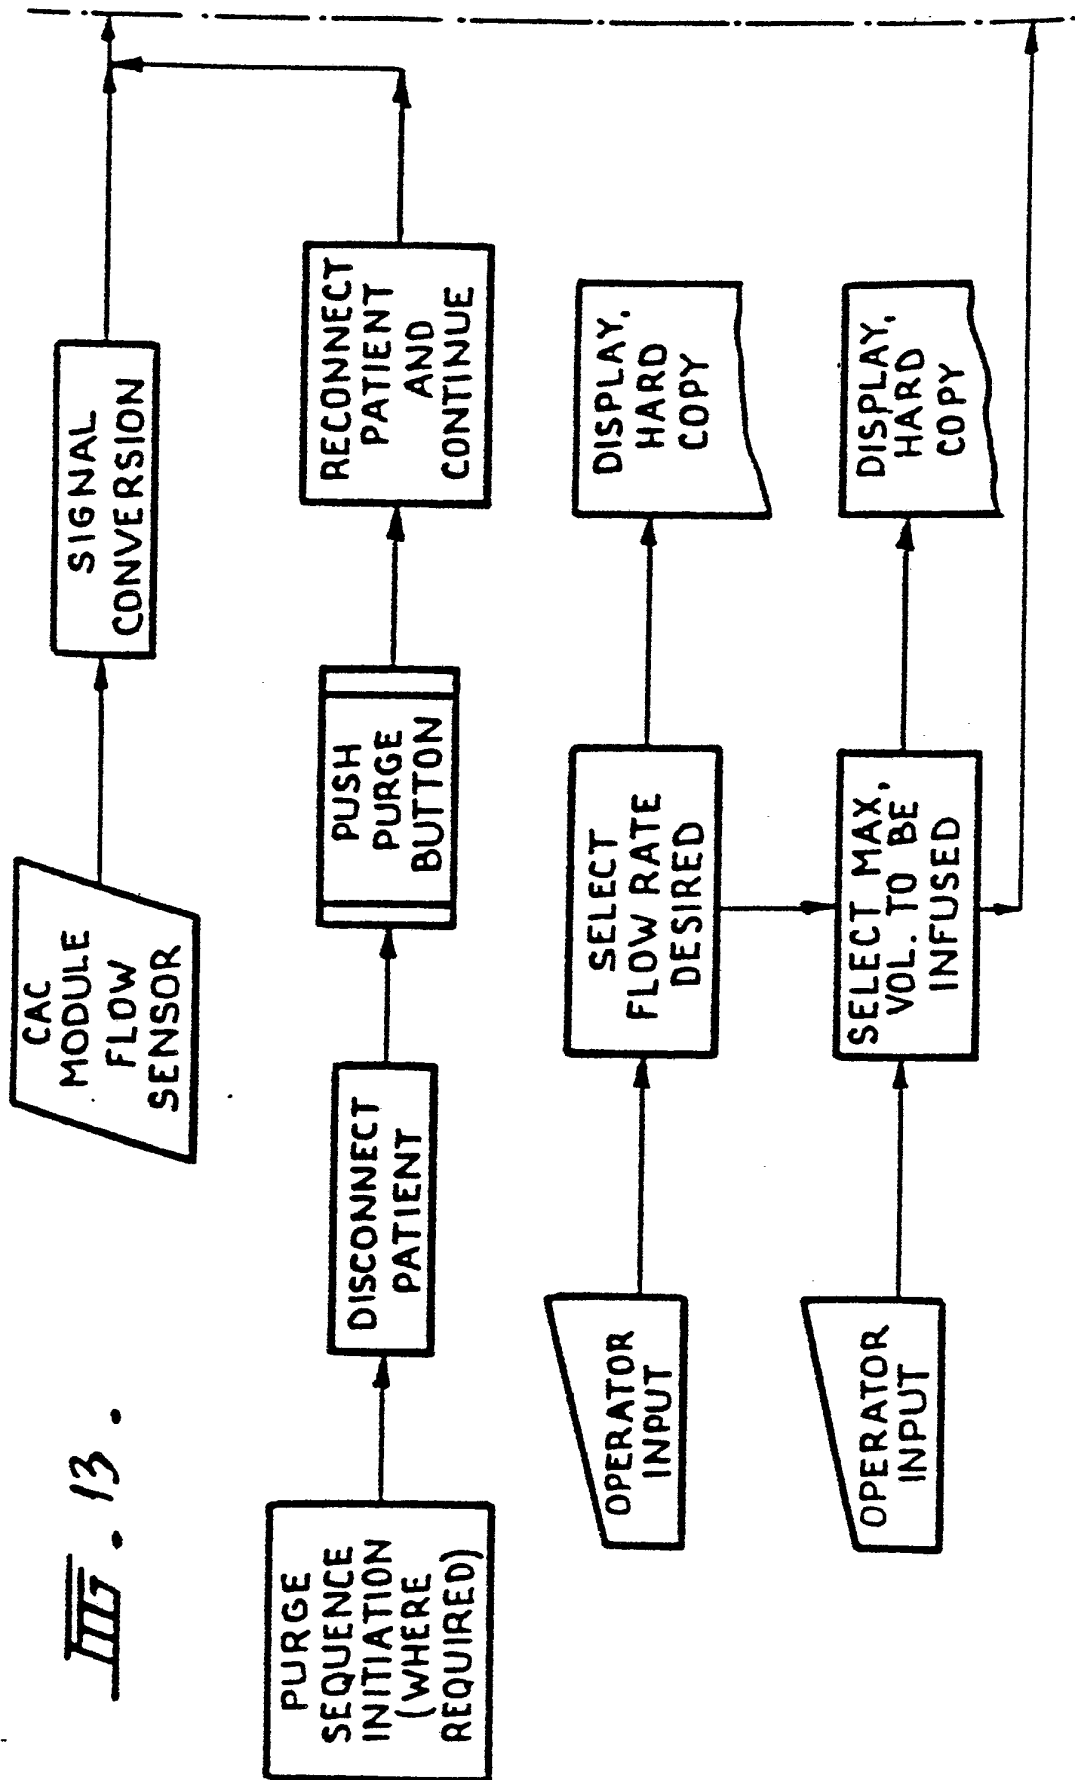 CAC
MODULE
FLOW
SENSOR
SIGNAL
CONVERSION
PURGE
SEQUENCE
INITIATION
(WHERE
REQUIRED)
DISCONNECT
PATIENT
PUSH
PURGE
BUTTON
RECONNECT
PATIENT
AND
CONTINUE
OPERATOR
INPUT
SELECT
FLOW RATE
DESIRED
DISPLAY,
HARD
COPY
OPERATOR
INPUT
SELECT MAX,
VOL. TO BE
INFUSED
DISPLAY,
HARD
COPY
FIG. 13.